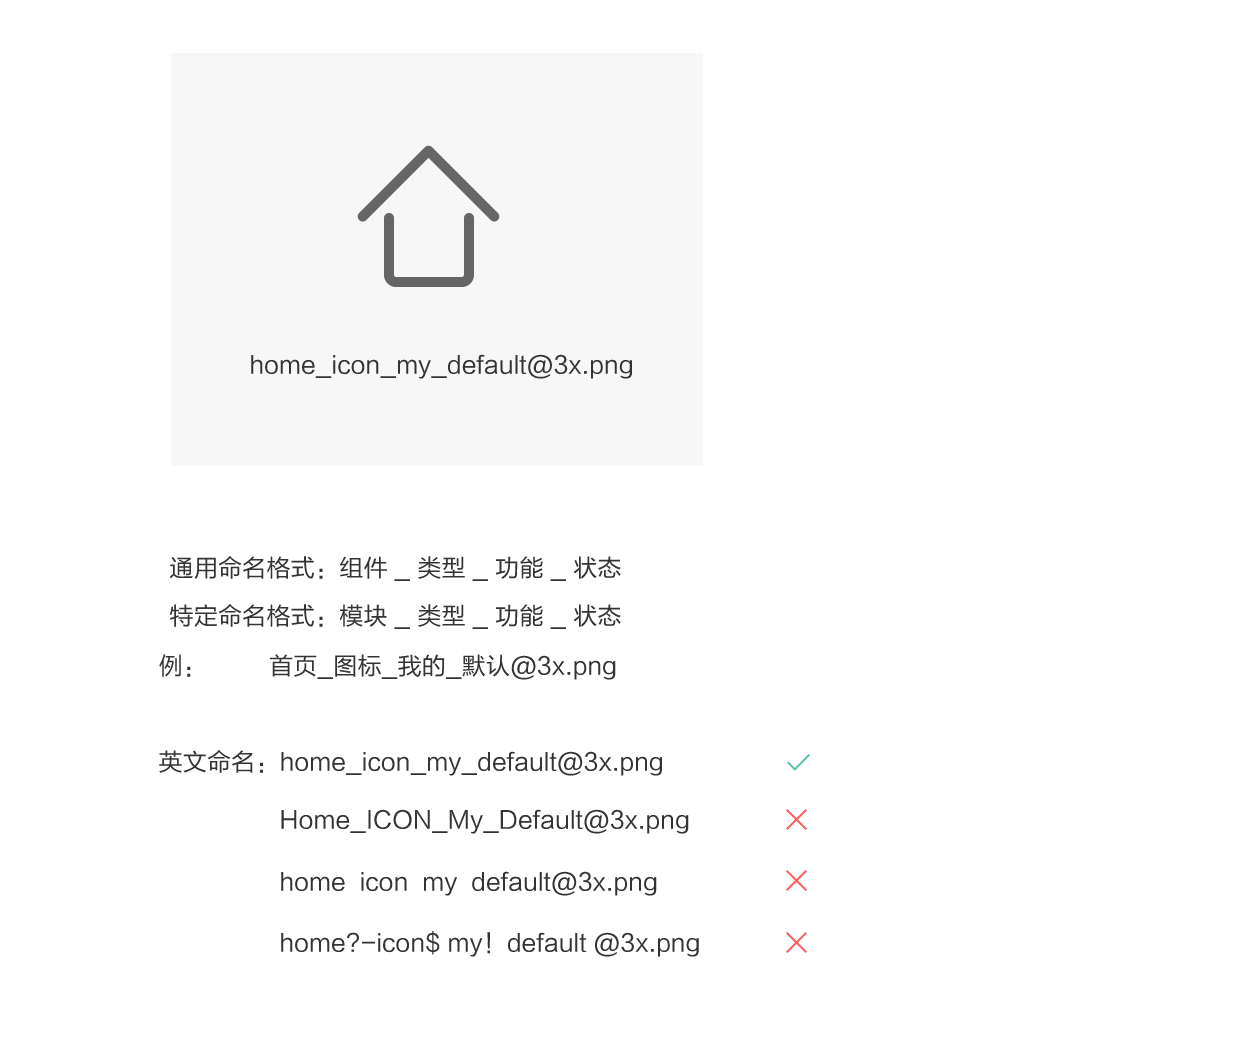 home_icon_my_default@3x.png
通用命名格式：组件 _ 类型 _ 功能 _ 状态
特定命名格式：模块 _ 类型 _ 功能 _ 状态
例： 首页_图标_我的_默认@3x.png
英文命名：home_icon_my_default@3x.png
Home_ICON_My_Default@3x.png
home icon my default@3x.png
home?-icon$ my！default @3x.png